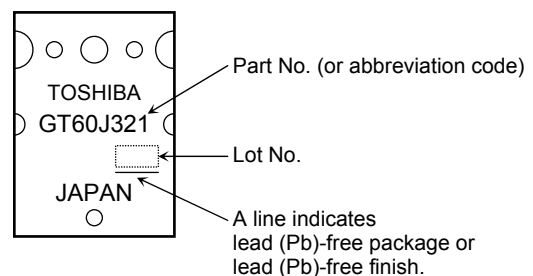 Part No. (or abbreviation code)
TOSHIBA
GT60J321
Lot No.
JAPAN
A line indicates
lead (Pb)-free package or
lead (Pb)-free finish.